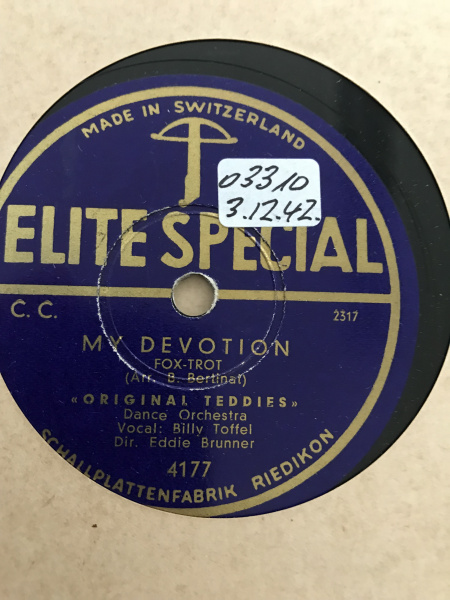 MADE IN SWITZERLAND
03310
3.12.42.
ELITE SPECIAL
C. C.
2317
MY DEVOTION
FOX-TROT
(Arr. B. Bertinat)
«ORIGINAL TEDDIES»
Dance Orchestra
Vocal: Billy Toffel
Dir. Eddie Brunner
4177
SCHALLPLATTENFABRIK RIEDIKON